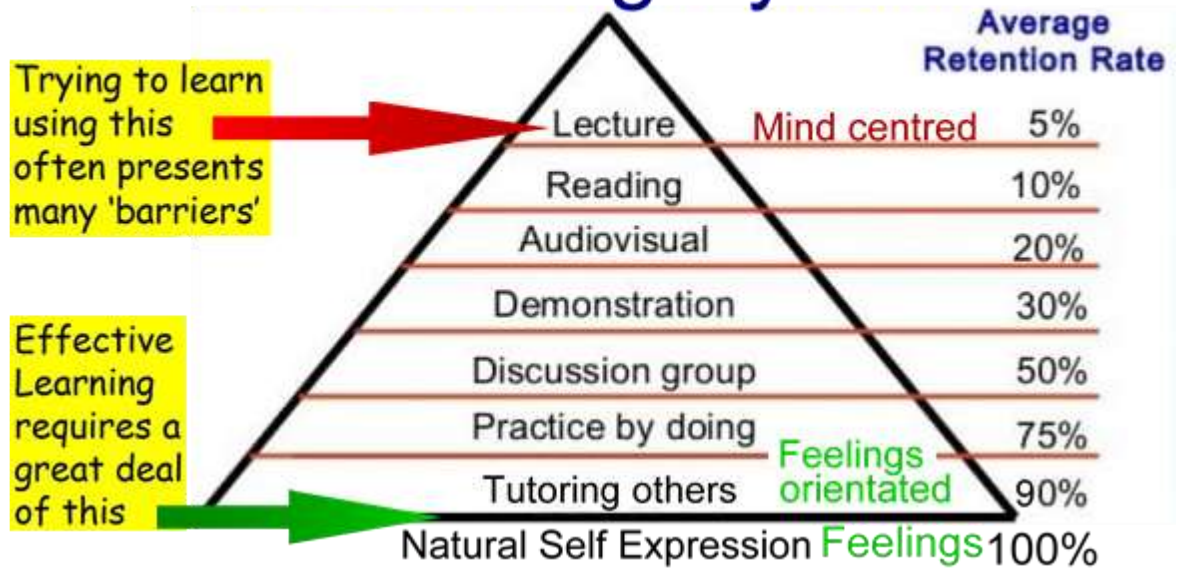 Average
Retention Rate
Trying to learn
using this
often presents
many 'barriers'
Lecture Mind centred 5%
Reading 10%
Audiovisual 20%
Demonstration 30%
Effective
Learning
requires a
great deal
of this
Discussion group 50%
Practice by doing 75%
Feelings
orientated
Tutoring others 90%
Natural Self Expression Feelings 100%